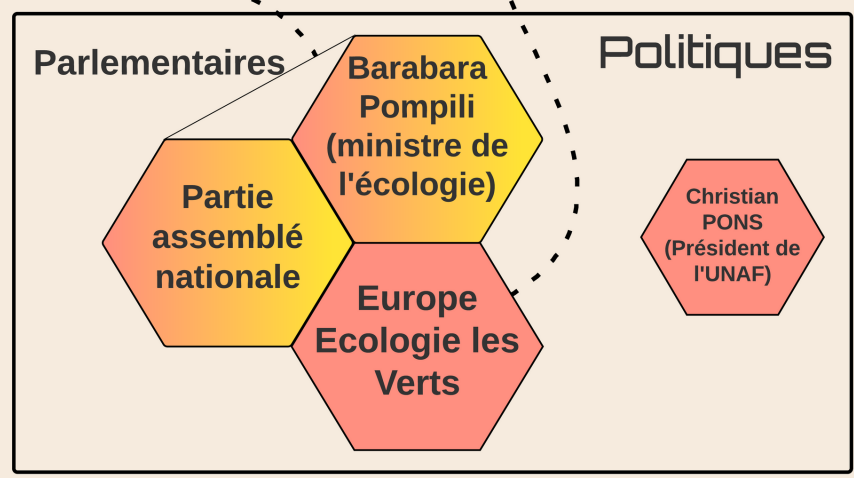 Politiques
Parlementaires
Barabara
Pompili
(ministre de
l'écologie)
Partie
assemblé
nationale
Europe
Ecologie les
Verts
Christian
PONS
(Président de
l'UNAF)